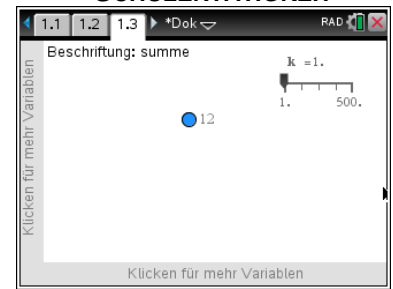 1.1 1.2 1.3 *Dok RAD
Beschriftung: summe
k =1.
1. 500.
12
Klicken für mehr Variablen
Klicken für mehr Variablen